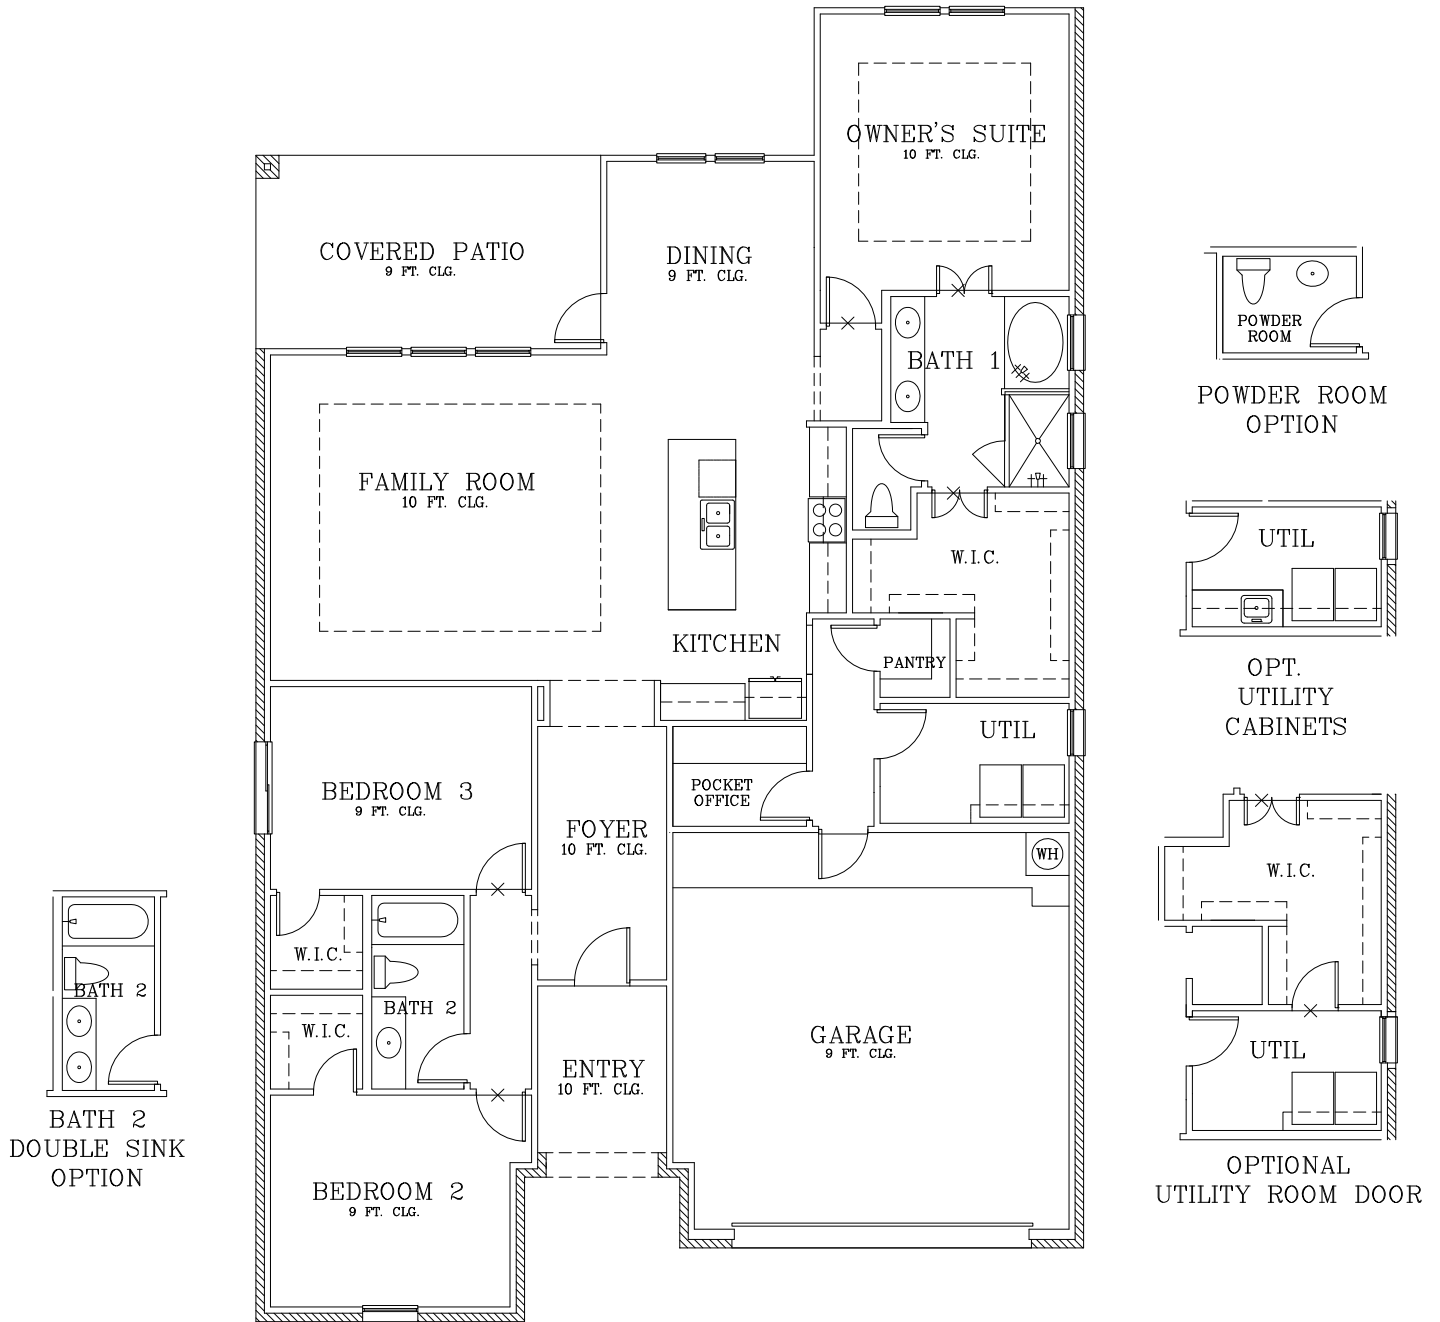 OWNER'S SUITE
10 FT. CLG.
COVERED PATIO
9 FT. CLG.
DINING
9 FT. CLG.
BATH 1
FAMILY ROOM
10 FT. CLG.
W.I.C.
KITCHEN
PANTRY
UTIL
POCKET
OFFICE
BEDROOM 3
9 FT. CLG.
FOYER
10 FT. CLG.
WH
W.I.C.
BATH 2
W.I.C.
GARAGE
9 FT. CLG.
ENTRY
10 FT. CLG.
BEDROOM 2
9 FT. CLG.
BATH 2
BATH 2
DOUBLE SINK
OPTION
POWDER
ROOM
POWDER ROOM
OPTION
UTIL
OPT.
UTILITY
CABINETS
W.I.C.
UTIL
OPTIONAL
UTILITY ROOM DOOR